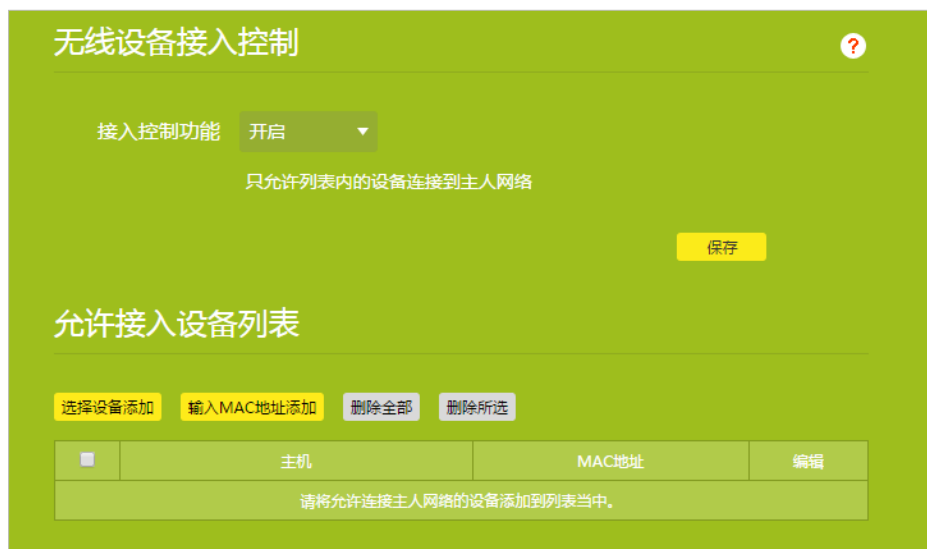 无线设备接入控制
?
接入控制功能 开启
只允许列表内的设备连接到主人网络
保存
允许接入设备列表
选择设备添加 输入MAC地址添加 删除全部 删除所选
主机 MAC地址 编辑
请将允许连接主人网络的设备添加到列表当中。